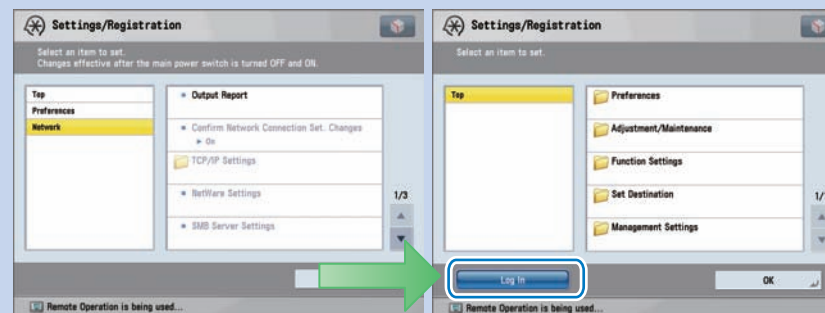 Settings/Registration
Select an item to set.
Changes effective after the main power switch is turned OFF and ON.
Top
Preferences
Network
Output Report
Confirm Network Connection Set. Changes
▶ On
TCP/IP Settings
NetWare Settings
SMB Server Settings
1/3
Remote Operation is being used...
Settings/Registration
Select an item to set.
Top
Preferences
Adjustment/Maintenance
Function Settings
Set Destination
Management Settings
1/
Log In
OK
Remote Operation is being used...